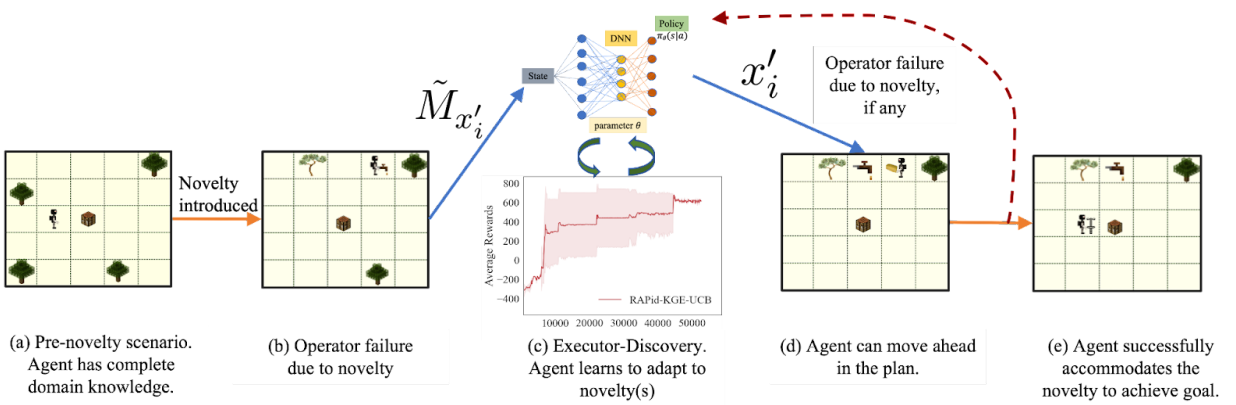 Novelty
introduced
M̃x′i
State
DNN
Policy
πθ(s|a)
parameter θ
800
600
400
200
0
−200
−400
Average Rewards
RAPid-KGE-UCB
10000 20000 30000 40000 50000
x′i
Operator failure
due to novelty,
if any
(a) Pre-novelty scenario.
Agent has complete
domain knowledge.
(b) Operator failure
due to novelty
(c) Executor-Discovery.
Agent learns to adapt to
novelty(s)
(d) Agent can move ahead
in the plan.
(e) Agent successfully
accommodates the
novelty to achieve goal.